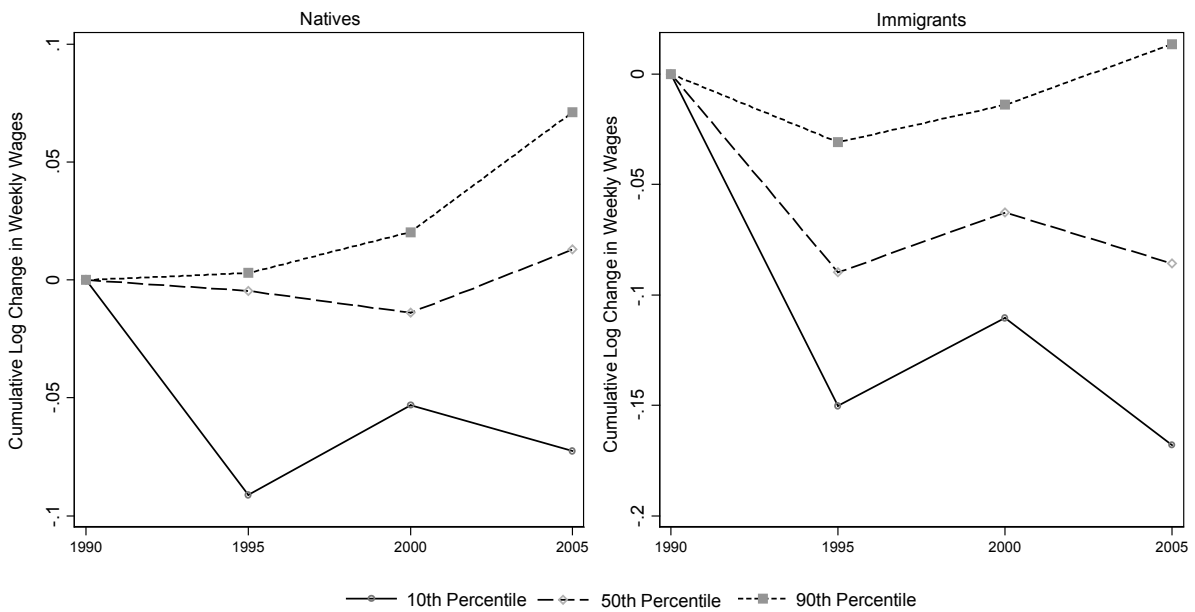 Natives
Cumulative Log Change in Weekly Wages
.1
.05
0
-.05
-.1
1990 1995 2000 2005
Immigrants
Cumulative Log Change in Weekly Wages
0
-.05
-.1
-.15
-.2
1990 1995 2000 2005
10th Percentile 50th Percentile 90th Percentile